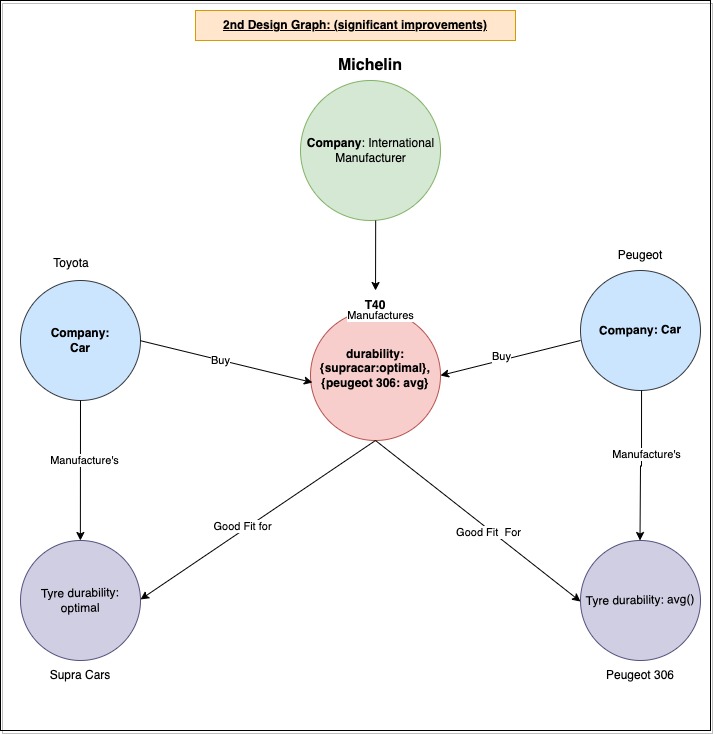 2nd Design Graph: (significant improvements)
Michelin
Company: International
Manufacturer
Toyota
Peugeot
T40
Manufactures
Company:
Car
Company: Car
durability:
{supracar:optimal},
{peugeot 306: avg}
Buy
Buy
Manufacture's
Manufacture's
Good Fit for
Good Fit  For
Tyre durability:
optimal
Tyre durability: avg()
Supra Cars
Peugeot 306